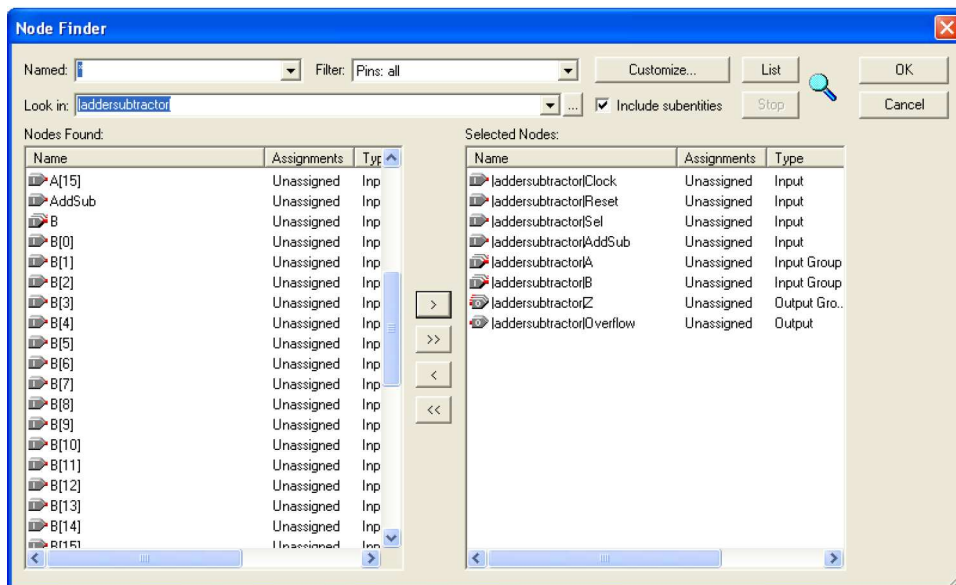 Node Finder
Named: * Filter: Pins: all Customize... List OK
Look in: |addersubtractor| ... Include subentities Stop Cancel
Nodes Found:
Name Assignments Typ
A[15] Unassigned Inp
AddSub Unassigned Inp
B Unassigned Inp
B[0] Unassigned Inp
B[1] Unassigned Inp
B[2] Unassigned Inp
B[3] Unassigned Inp
B[4] Unassigned Inp
B[5] Unassigned Inp
B[6] Unassigned Inp
B[7] Unassigned Inp
B[8] Unassigned Inp
B[9] Unassigned Inp
B[10] Unassigned Inp
B[11] Unassigned Inp
B[12] Unassigned Inp
B[13] Unassigned Inp
B[14] Unassigned Inp
B[15] Unassigned Inp
>
>>
<
<<
Selected Nodes:
Name Assignments Type
|addersubtractor|Clock Unassigned Input
|addersubtractor|Reset Unassigned Input
|addersubtractor|Sel Unassigned Input
|addersubtractor|AddSub Unassigned Input
|addersubtractor|A Unassigned Input Group
|addersubtractor|B Unassigned Input Group
|addersubtractor|Z Unassigned Output Gro..
|addersubtractor|Overflow Unassigned Output